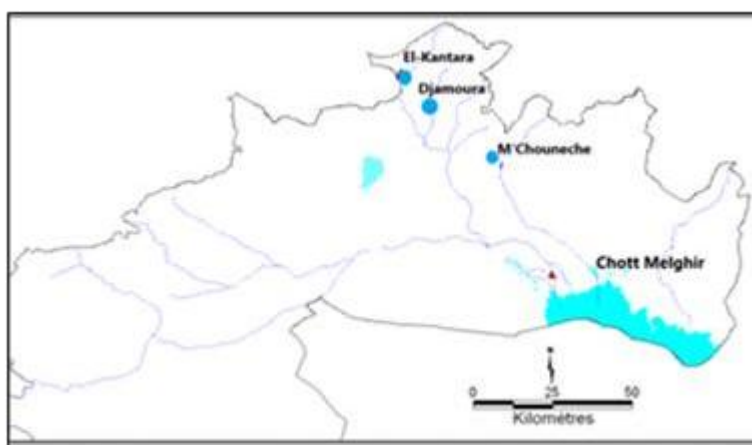 El-Kantara
Djamoura
M'Chouneche
Chott Melghir
0 25 50
Kilomètres